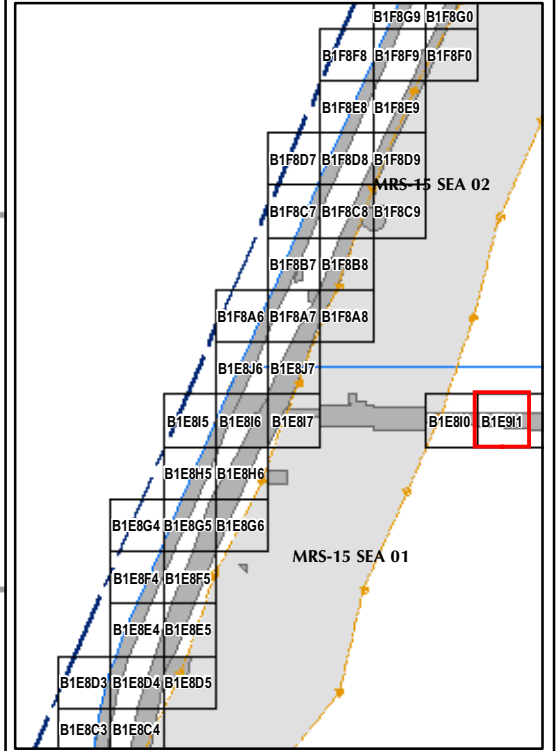 B1F8G9 B1F8G0
B1F8F8 B1F8F9 B1F8F0
B1F8E8 B1F8E9
B1F8D7 B1F8D8 B1F8D9
MRS-15 SEA 02
B1F8C7 B1F8C8 B1F8C9
B1F8B7 B1F8B8
B1F8A6 B1F8A7 B1F8A8
B1E8J6 B1E8J7
B1E8I5 B1E8I6 B1E8I7 B1E8I0 B1E9I1
B1E8H5 B1E8H6
B1E8G4 B1E8G5 B1E8G6
MRS-15 SEA 01
B1E8F4 B1E8F5
B1E8E4 B1E8E5
B1E8D3 B1E8D4 B1E8D5
B1E8C3 B1E8C4